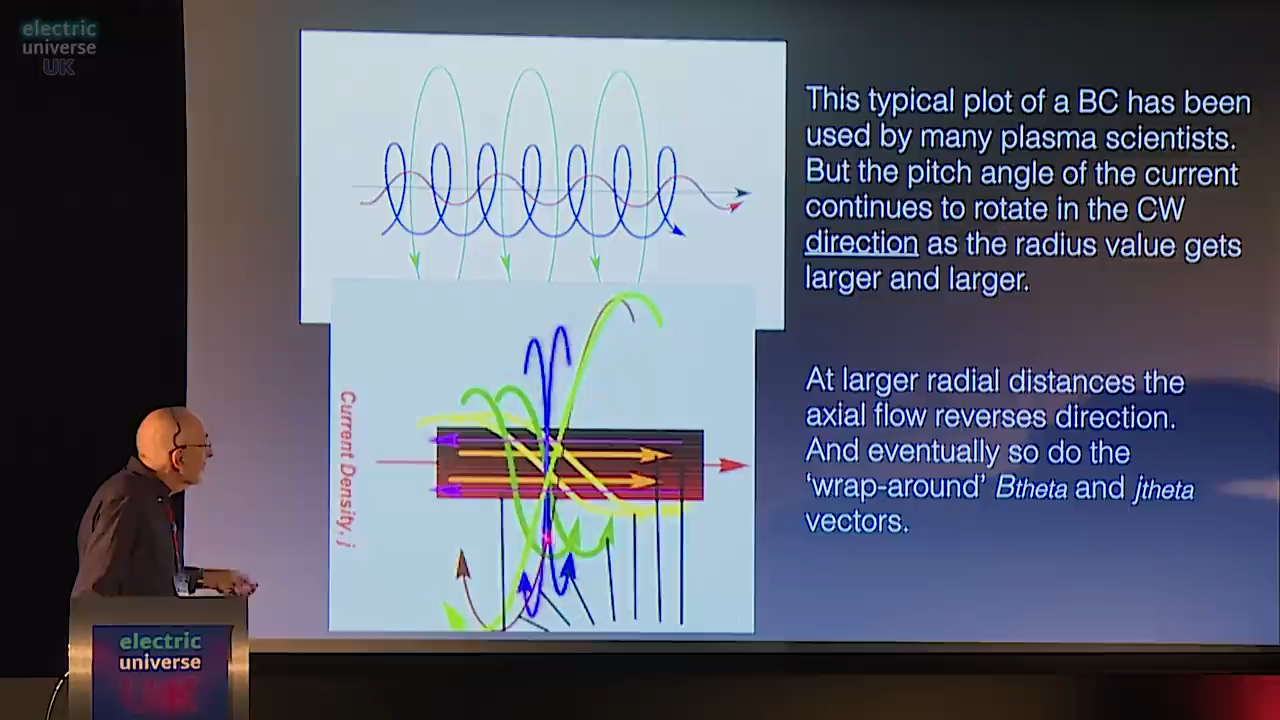 electric
universe
UK
This typical plot of a BC has been
used by many plasma scientists.
But the pitch angle of the current
continues to rotate in the CW
direction as the radius value gets
larger and larger.
At larger radial distances the
axial flow reverses direction.
And eventually so do the
‘wrap-around’ Btheta and jtheta
vectors.
Current Density, j
electric
universe
UK